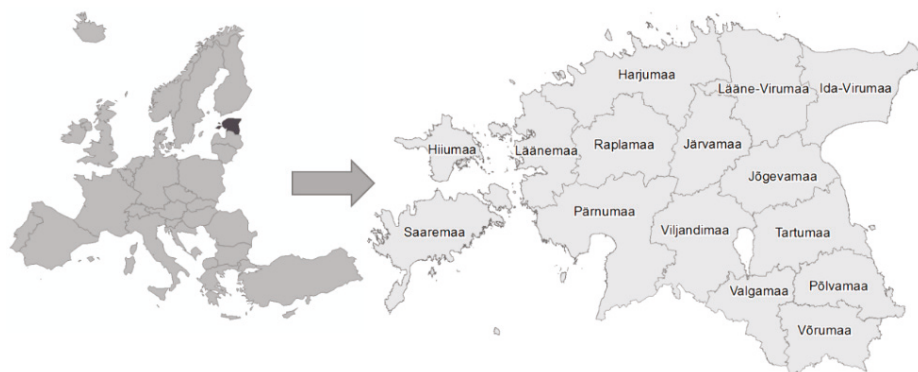 Harjumaa
Lääne-Virumaa
Ida-Virumaa
Hiiumaa
Läänemaa
Raplamaa
Järvamaa
Jõgevamaa
Pärnumaa
Saaremaa
Viljandimaa
Tartumaa
Valgamaa
Põlvamaa
Võrumaa